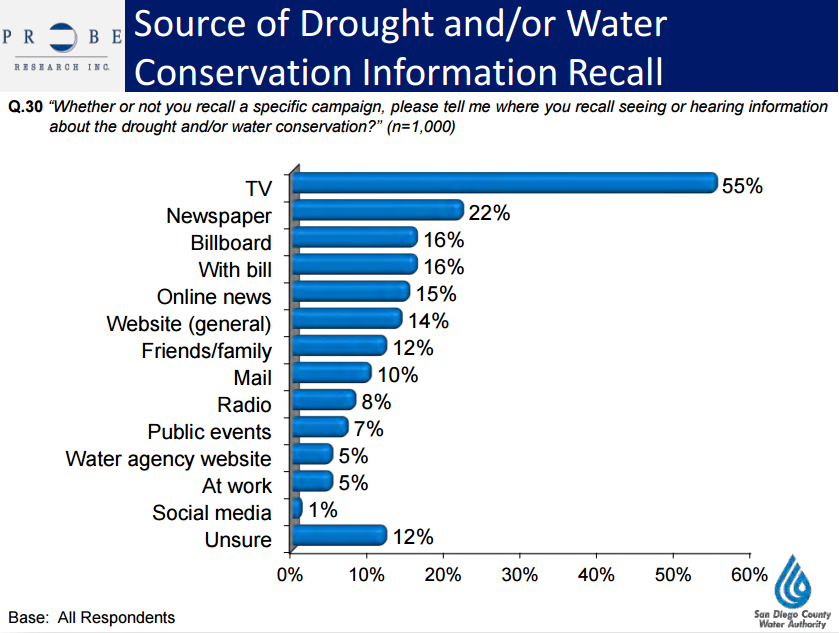 PROBE
RESEARCH INC.
Source of Drought and/or Water
Conservation Information Recall
Q.30 “Whether or not you recall a specific campaign, please tell me where you recall seeing or hearing information
about the drought and/or water conservation?” (n=1,000)
TV 55%
Newspaper 22%
Billboard 16%
With bill 16%
Online news 15%
Website (general) 14%
Friends/family 12%
Mail 10%
Radio 8%
Public events 7%
Water agency website 5%
At work 5%
Social media 1%
Unsure 12%
0% 10% 20% 30% 40% 50% 60%
San Diego County
Water Authority
Base: All Respondents